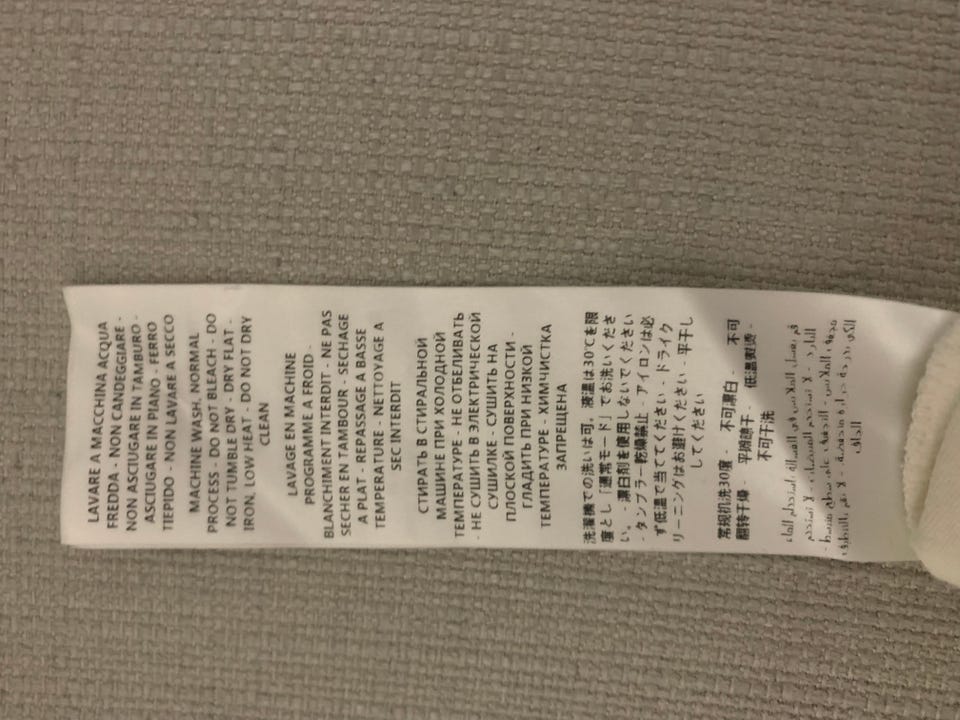 LAVARE A MACCHINA ACQUA
FREDDA - NON CANDEGGIARE -
NON ASCIUGARE IN TAMBURO -
ASCIUGARE IN PIANO - FERRO
TIEPIDO - NON LAVARE A SECCO
MACHINE WASH, NORMAL
PROCESS - DO NOT BLEACH - DO
NOT TUMBLE DRY - DRY FLAT -
IRON, LOW HEAT - DO NOT DRY
CLEAN
LAVAGE EN MACHINE
PROGRAMME A FROID -
BLANCHIMENT INTERDIT - NE PAS
SECHER EN TAMBOUR - SECHAGE
A PLAT - REPASSAGE A BASSE
TEMPERATURE - NETTOYAGE A
SEC INTERDIT
СТИРАТЬ В СТИРАЛЬНОЙ
МАШИНЕ ПРИ ХОЛОДНОЙ
ТЕМПЕРАТУРЕ - НЕ ОТБЕЛИВАТЬ
- НЕ СУШИТЬ В ЭЛЕКТРИЧЕСКОЙ
СУШИЛКЕ - СУШИТЬ НА
ПЛОСКОЙ ПОВЕРХНОСТИ -
ГЛАДИТЬ ПРИ НИЗКОЙ
ТЕМПЕРАТУРЕ - ХИМЧИСТКА
ЗАПРЕЩЕНА
洗濯機での洗いは可。液温は30℃を限
度とし「通常モード」でお洗いくださ
い。 - 漂白剤を使用しないでください
- タンブラー乾燥禁止 - アイロンは必
ず低温で当ててください - ドライク
リーニングはお避けください - 平干し
してください
常规机洗30度 - 不可漂白 - 不可
翻转干燥 - 平摊晾干 - 低温熨烫 -
不可干洗
قم بغسل الملابس في الغسالة استخدم الماء
البارد - لا تستخدم